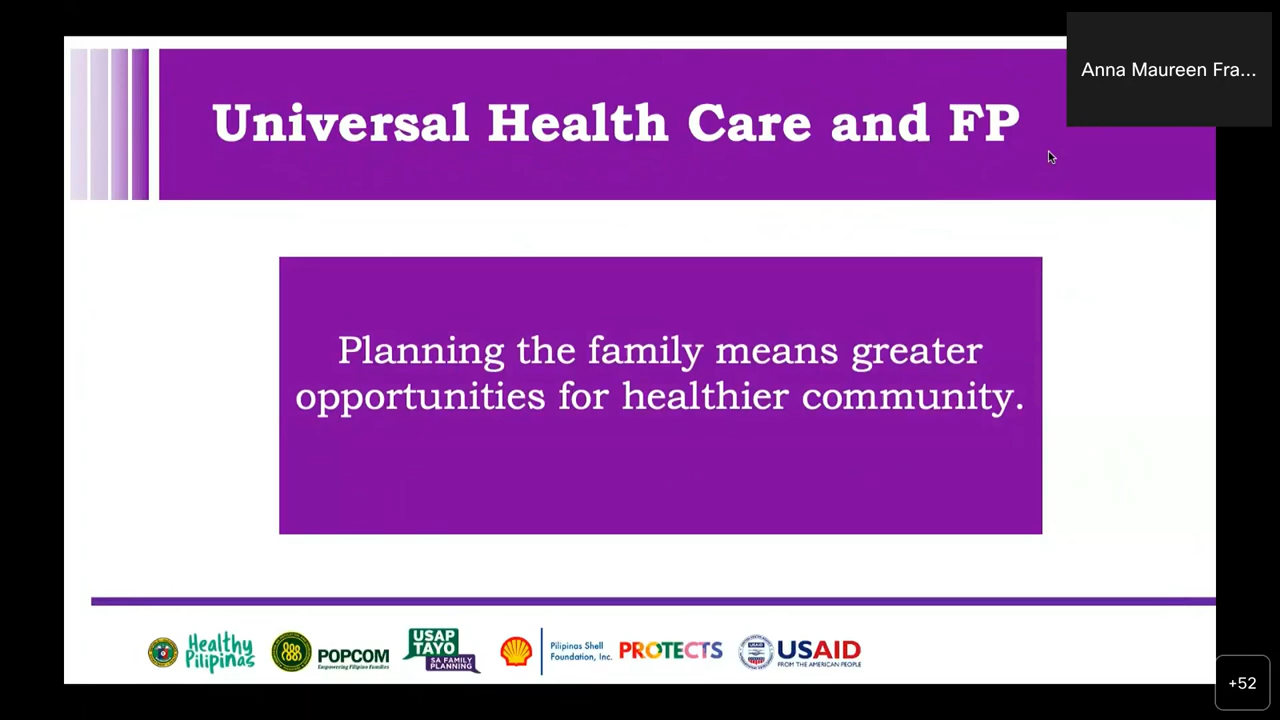 Anna Maureen Fra...
Universal Health Care and FP
Planning the family means greater
opportunities for healthier community.
Healthy
Pilipinas
POPCOM
Empowering Filipino Families
USAP
TAYO
SA FAMILY
PLANNING
Pilipinas Shell
Foundation, Inc.
PROTECTS
USAID
FROM THE AMERICAN PEOPLE
+52